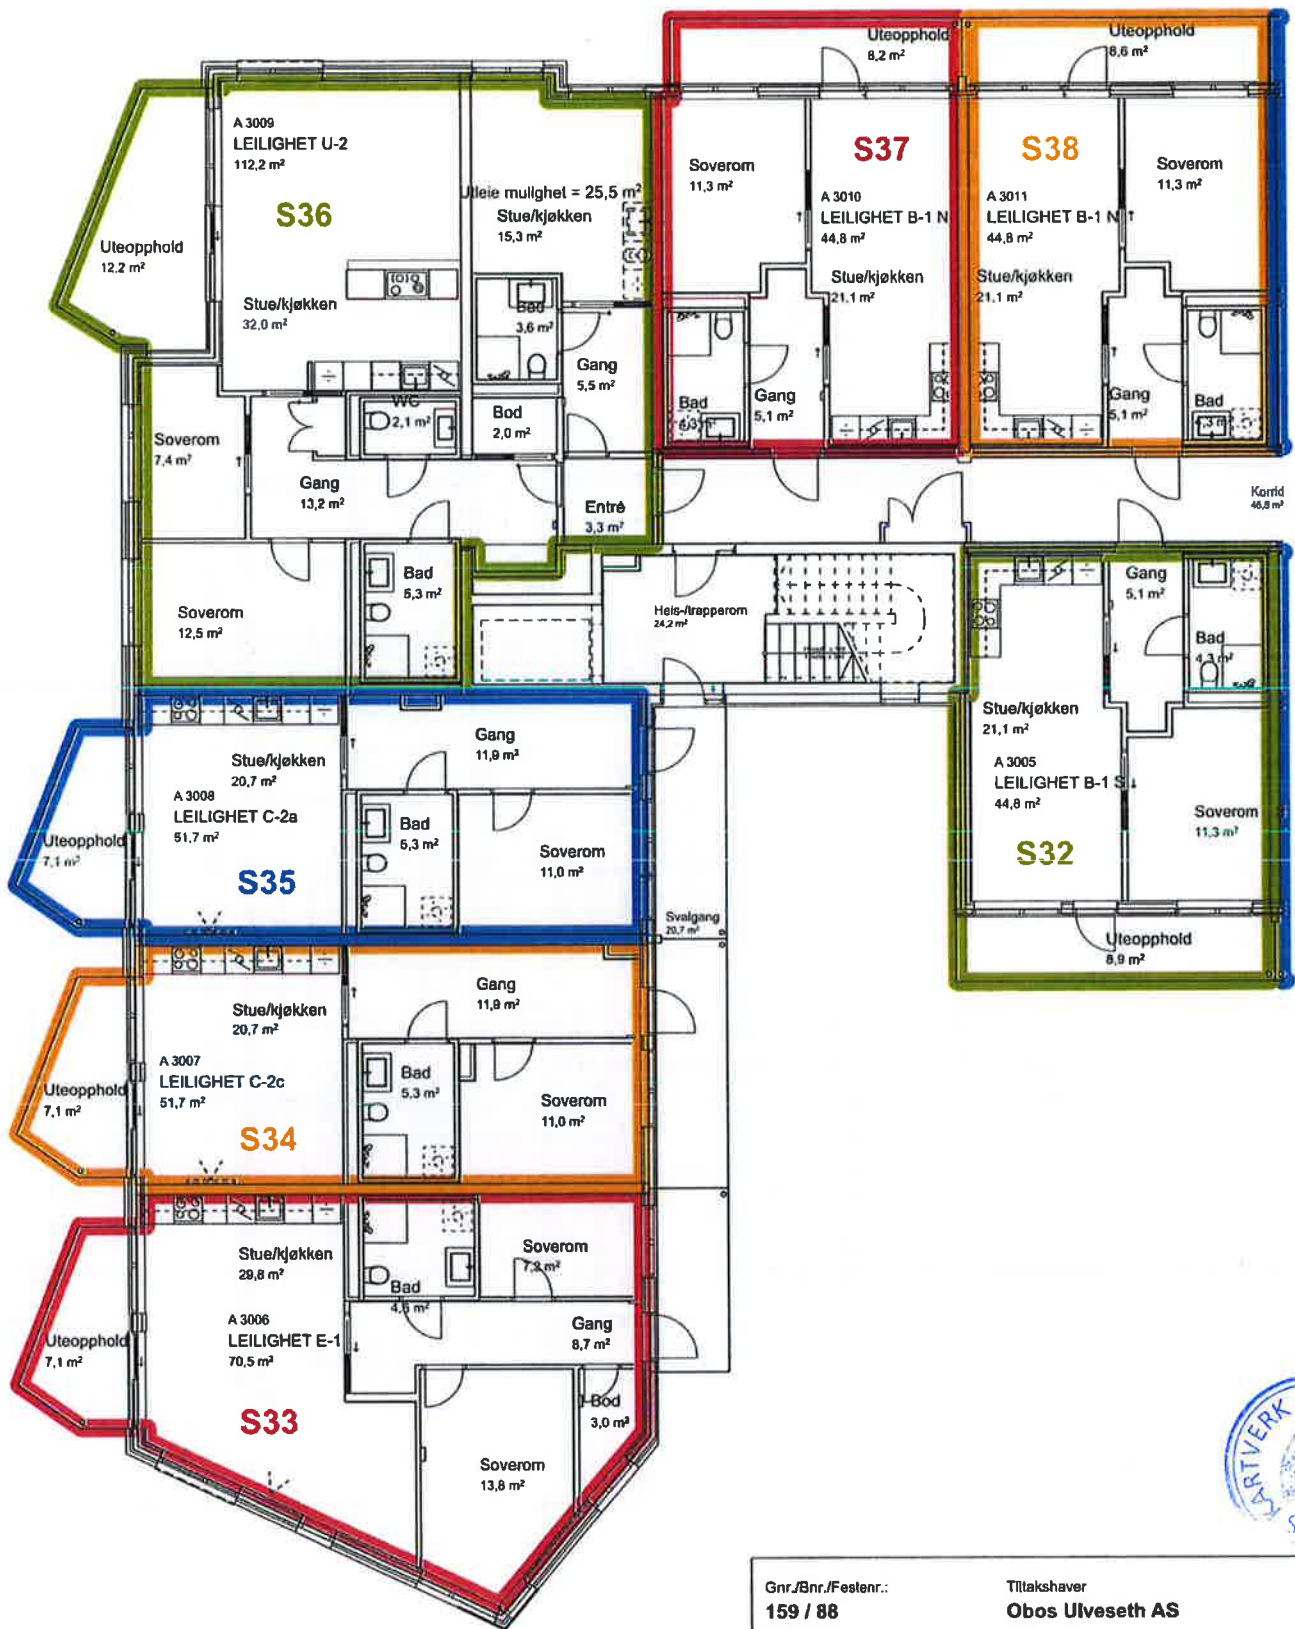 Uteopphold
8,2 m²
Uteopphold
8,6 m²
A 3009
LEILIGHET U-2
112,2 m²
S36
Utleie mulighet = 25,5 m²
Stue/kjøkken
15,3 m²
Uteopphold
12,2 m²
Stue/kjøkken
32,0 m²
Bad
3,6 m²
Gang
5,5 m²
WC
2,1 m²
Bod
2,0 m²
Soverom
7,4 m²
Gang
13,2 m²
Entré
3,3 m²
Soverom
12,5 m²
Bad
5,3 m²
S37
Soverom
11,3 m²
A 3010
LEILIGHET B-1 N
44,8 m²
Stue/kjøkken
21,1 m²
Bad
4,3 m²
Gang
5,1 m²
S38
Soverom
11,3 m²
A 3011
LEILIGHET B-1 N
44,8 m²
Stue/kjøkken
21,1 m²
Gang
5,1 m²
Bad
4,3 m²
Korrid
46,8 m²
Heis-/trapperom
24,2 m²
Gang
5,1 m²
Bad
4,3 m²
Stue/kjøkken
21,1 m²
A 3005
LEILIGHET B-1 S
44,8 m²
S32
Soverom
11,3 m²
Uteopphold
8,9 m²
Gang
11,9 m²
Stue/kjøkken
20,7 m²
A 3008
LEILIGHET C-2a
51,7 m²
S35
Uteopphold
7,1 m²
Bad
5,3 m²
Soverom
11,0 m²
Svalgang
20,7 m²
Gang
11,9 m²
Stue/kjøkken
20,7 m²
A 3007
LEILIGHET C-2c
51,7 m²
S34
Uteopphold
7,1 m²
Bad
5,3 m²
Soverom
11,0 m²
Stue/kjøkken
29,8 m²
Soverom
7,2 m²
Bad
4,6 m²
A 3006
LEILIGHET E-1
70,5 m²
S33
Uteopphold
7,1 m²
Gang
8,7 m²
Bod
3,0 m²
Soverom
13,8 m²
ARTVERK
Gnr./Bnr./Festenr.:
159 / 88
Tiltakshaver
Obos Ulveseth AS